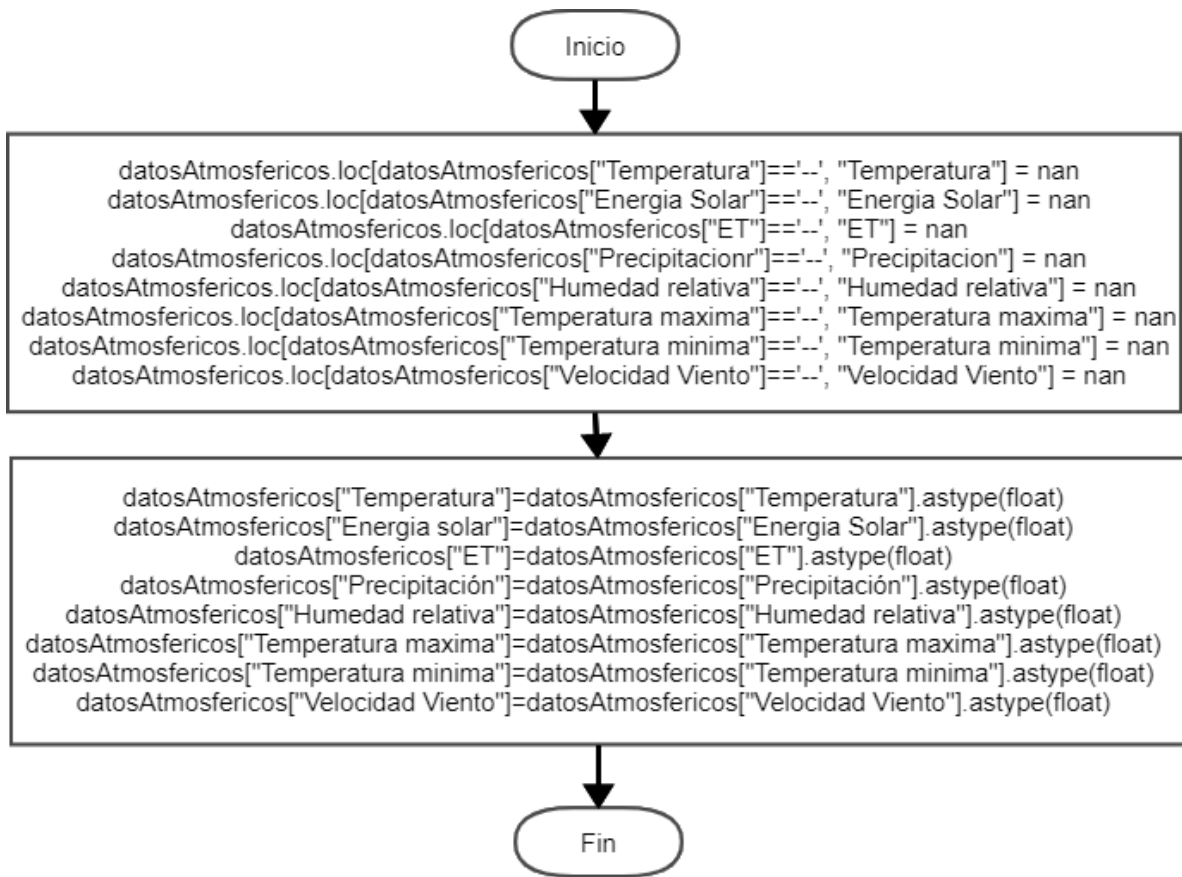 Inicio
datosAtmosfericos.loc[datosAtmosfericos["Temperatura"]=='--', "Temperatura"] = nan
datosAtmosfericos.loc[datosAtmosfericos["Energia Solar"]=='--', "Energia Solar"] = nan
datosAtmosfericos.loc[datosAtmosfericos["ET"]=='--', "ET"] = nan
datosAtmosfericos.loc[datosAtmosfericos["Precipitacionr"]=='--', "Precipitacion"] = nan
datosAtmosfericos.loc[datosAtmosfericos["Humedad relativa"]=='--', "Humedad relativa"] = nan
datosAtmosfericos.loc[datosAtmosfericos["Temperatura maxima"]=='--', "Temperatura maxima"] = nan
datosAtmosfericos.loc[datosAtmosfericos["Temperatura minima"]=='--', "Temperatura minima"] = nan
datosAtmosfericos.loc[datosAtmosfericos["Velocidad Viento"]=='--', "Velocidad Viento"] = nan
datosAtmosfericos["Temperatura"]=datosAtmosfericos["Temperatura"].astype(float)
datosAtmosfericos["Energia solar"]=datosAtmosfericos["Energia Solar"].astype(float)
datosAtmosfericos["ET"]=datosAtmosfericos["ET"].astype(float)
datosAtmosfericos["Precipitación"]=datosAtmosfericos["Precipitación"].astype(float)
datosAtmosfericos["Humedad relativa"]=datosAtmosfericos["Humedad relativa"].astype(float)
datosAtmosfericos["Temperatura maxima"]=datosAtmosfericos["Temperatura maxima"].astype(float)
datosAtmosfericos["Temperatura minima"]=datosAtmosfericos["Temperatura minima"].astype(float)
datosAtmosfericos["Velocidad Viento"]=datosAtmosfericos["Velocidad Viento"].astype(float)
Fin